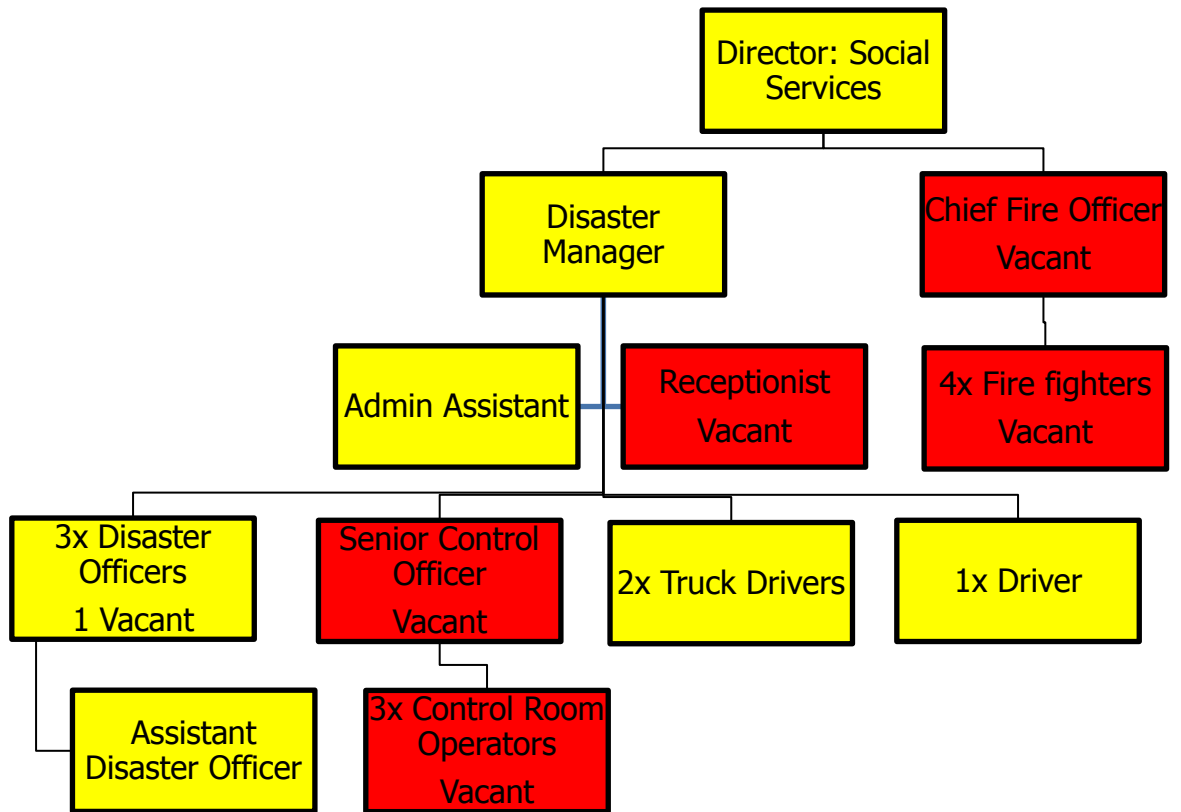 Director: Social
Services
Disaster
Manager
Chief Fire Officer
Vacant
Admin Assistant
Receptionist
Vacant
4x Fire fighters
Vacant
3x Disaster
Officers
1 Vacant
Senior Control
Officer
Vacant
2x Truck Drivers
1x Driver
Assistant
Disaster Officer
3x Control Room
Operators
Vacant